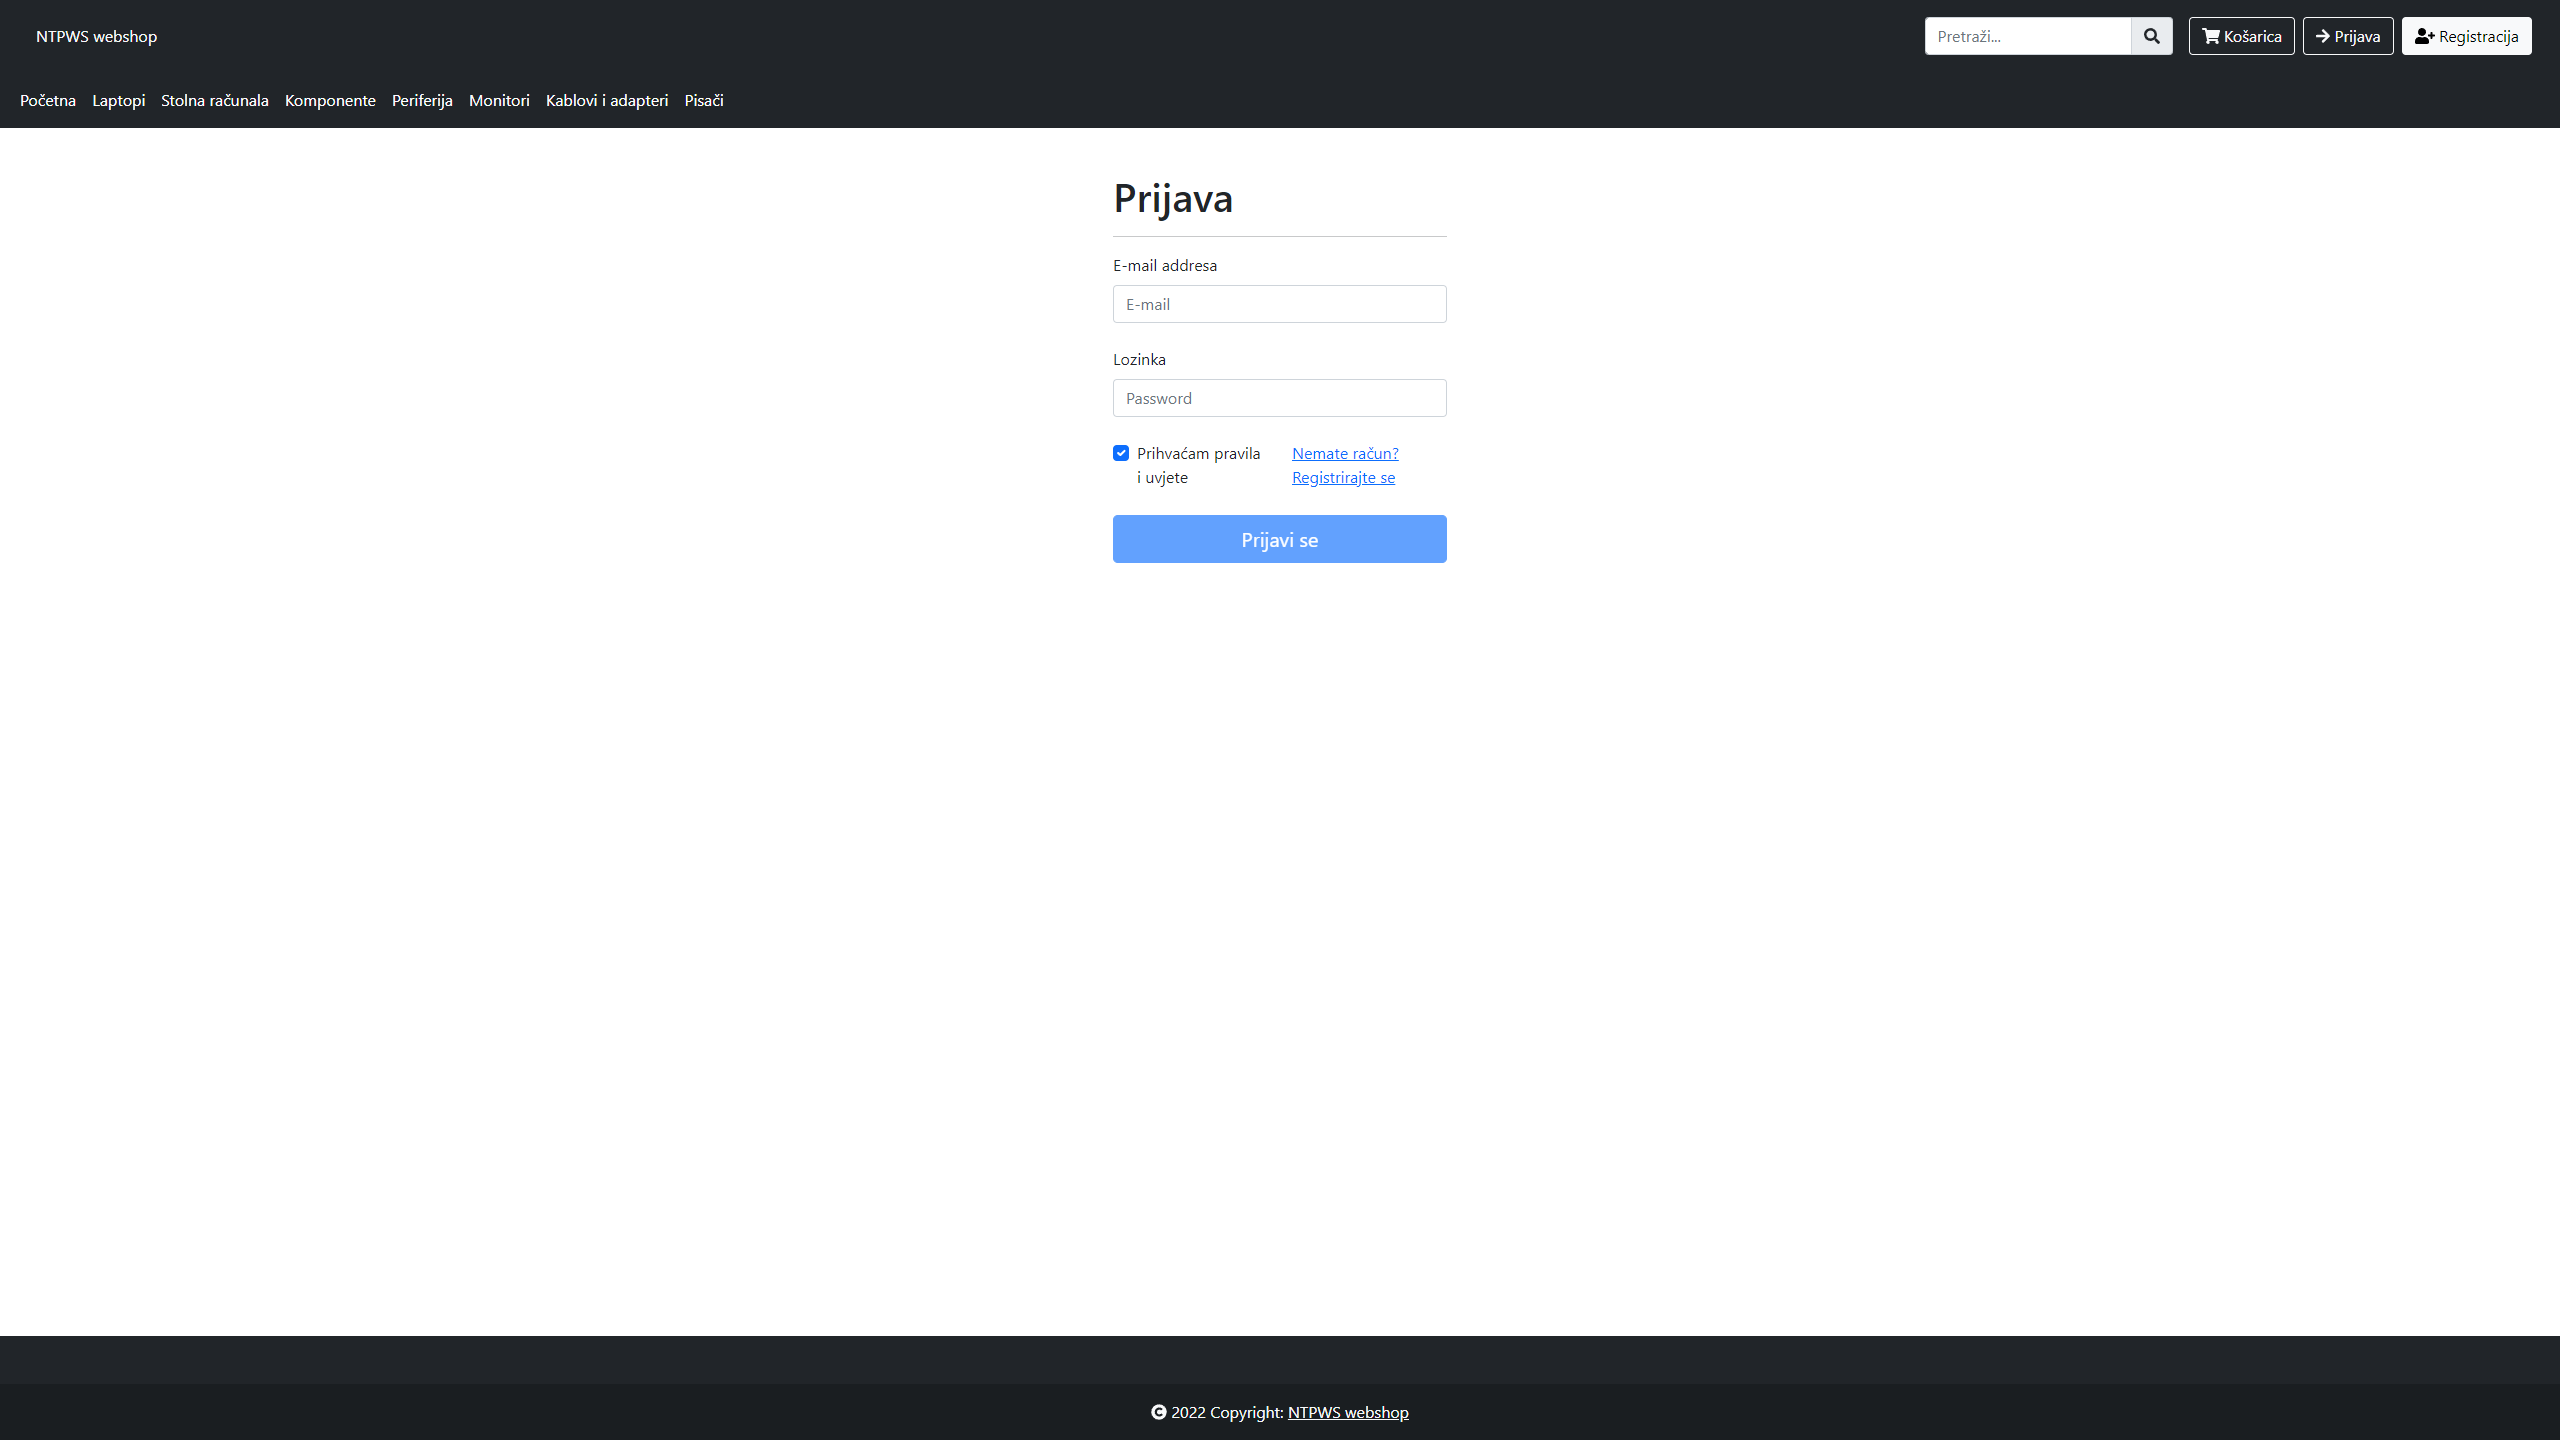 NTPWS webshop
Pretraži...
Košarica
Prijava
Registracija
Početna Laptopi Stolna računala Komponente Periferija Monitori Kablovi i adapteri Pisači
Prijava
E-mail addresa
E-mail
Lozinka
Password
Prihvaćam pravila
i uvjete
Nemate račun?
Registrirajte se
Prijavi se
© 2022 Copyright: NTPWS webshop